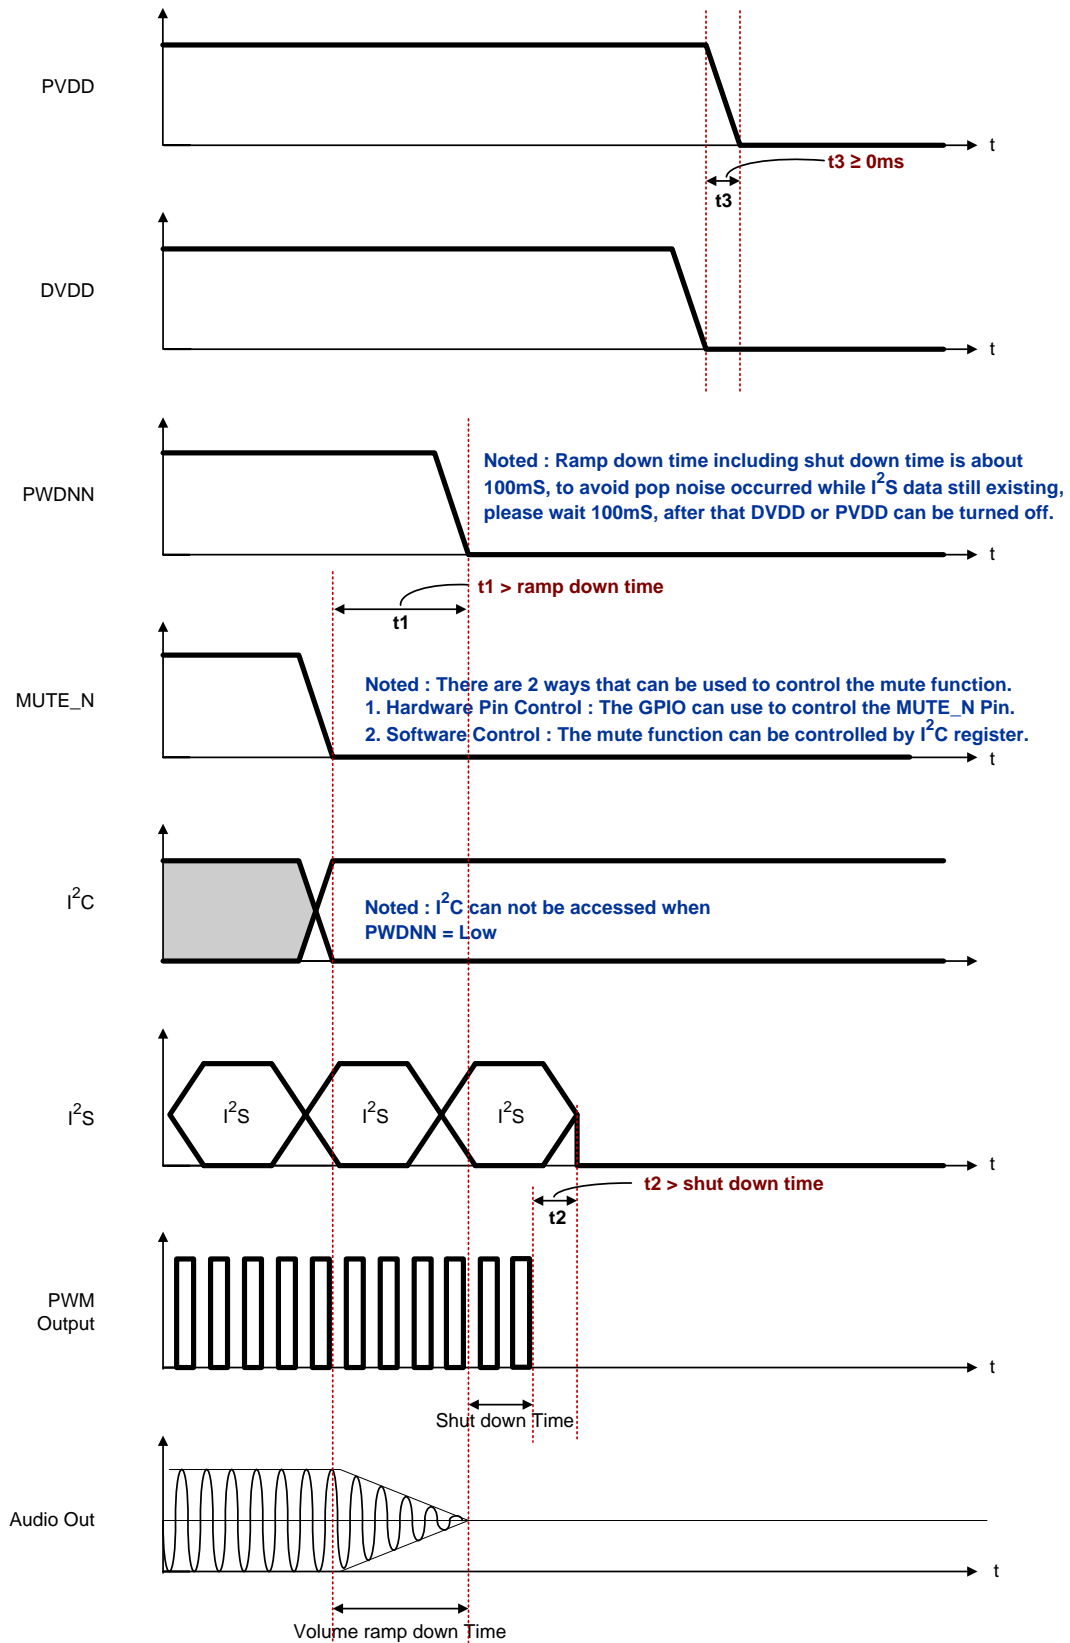 PVDD
t
t3 ≥ 0ms
t3
DVDD
t
PWDNN
Noted : Ramp down time including shut down time is about
100mS, to avoid pop noise occurred while I²S data still existing,
please wait 100mS, after that DVDD or PVDD can be turned off.
t
t1 > ramp down time
t1
MUTE_N
Noted : There are 2 ways that can be used to control the mute function.
1. Hardware Pin Control : The GPIO can use to control the MUTE_N Pin.
2. Software Control : The mute function can be controlled by I²C register.
t
I²C
Noted : I²C can not be accessed when
PWDNN = Low
I²S
I²S
I²S
I²S
t
t2 > shut down time
t2
PWM
Output
t
Shut down Time
Audio Out
t
Volume ramp down Time